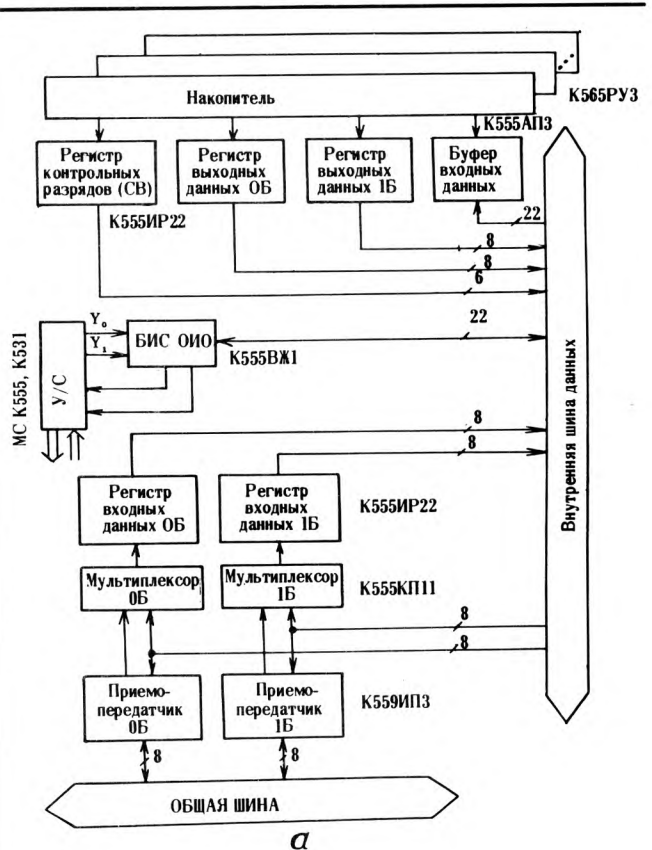 Накопитель
К565РУ3
К555АП3
Регистр
контрольных
разрядов (СВ)
Регистр
выходных
данных 0Б
Регистр
выходных
данных 1Б
Буфер
входных
данных
К555ИР22
22
8
8
6
МС К555, К531
У/С
Y₀
Y₁
БИС ОИО
К555ВЖ1
22
8
8
Регистр
входных
данных 0Б
Регистр
входных
данных 1Б
К555ИР22
Мультиплексор
0Б
Мультиплексор
1Б
К555КП11
8
8
Приемо-
передатчик
0Б
Приемо-
передатчик
1Б
К559ИП3
8
8
Внутренняя шина данных
ОБЩАЯ ШИНА
а